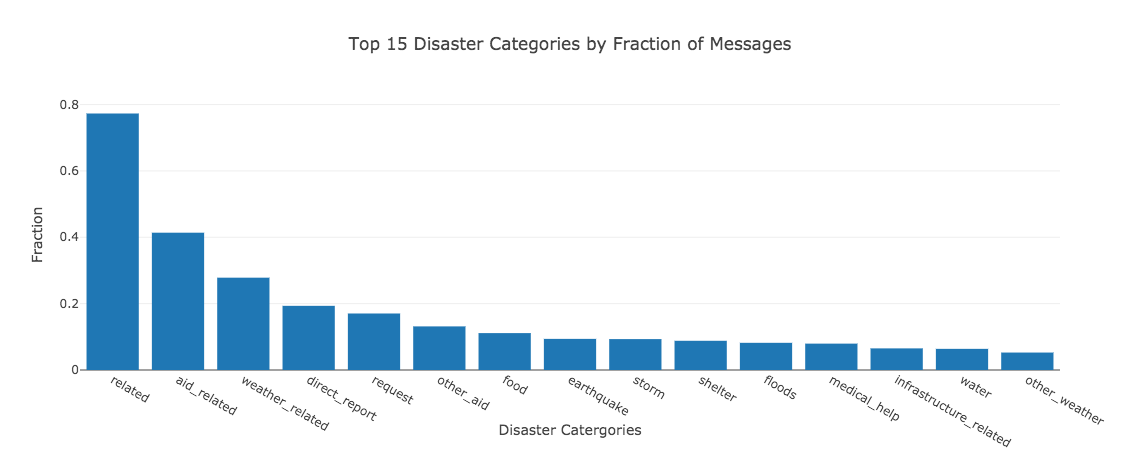 Top 15 Disaster Categories by Fraction of Messages
0.8
0.6
0.4
0.2
0
Fraction
related
aid_related
weather_related
direct_report
request
other_aid
food
earthquake
storm
shelter
floods
medical_help
infrastructure_related
water
other_weather
Disaster Catergories